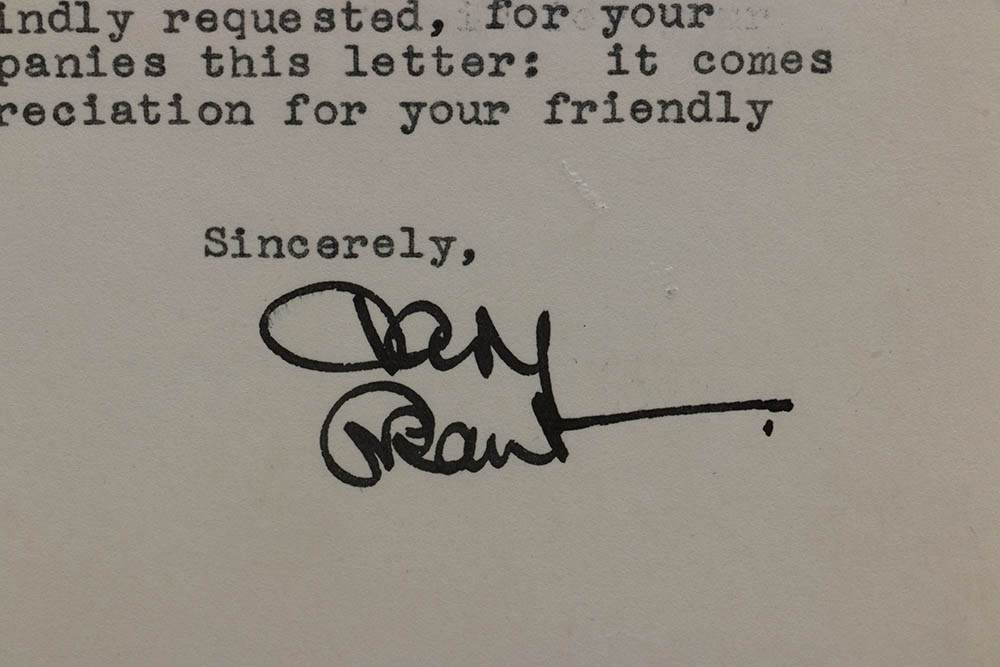 indly requested, for your
panies this letter: it comes
reciation for your friendly
Sincerely,
Cary
Grant